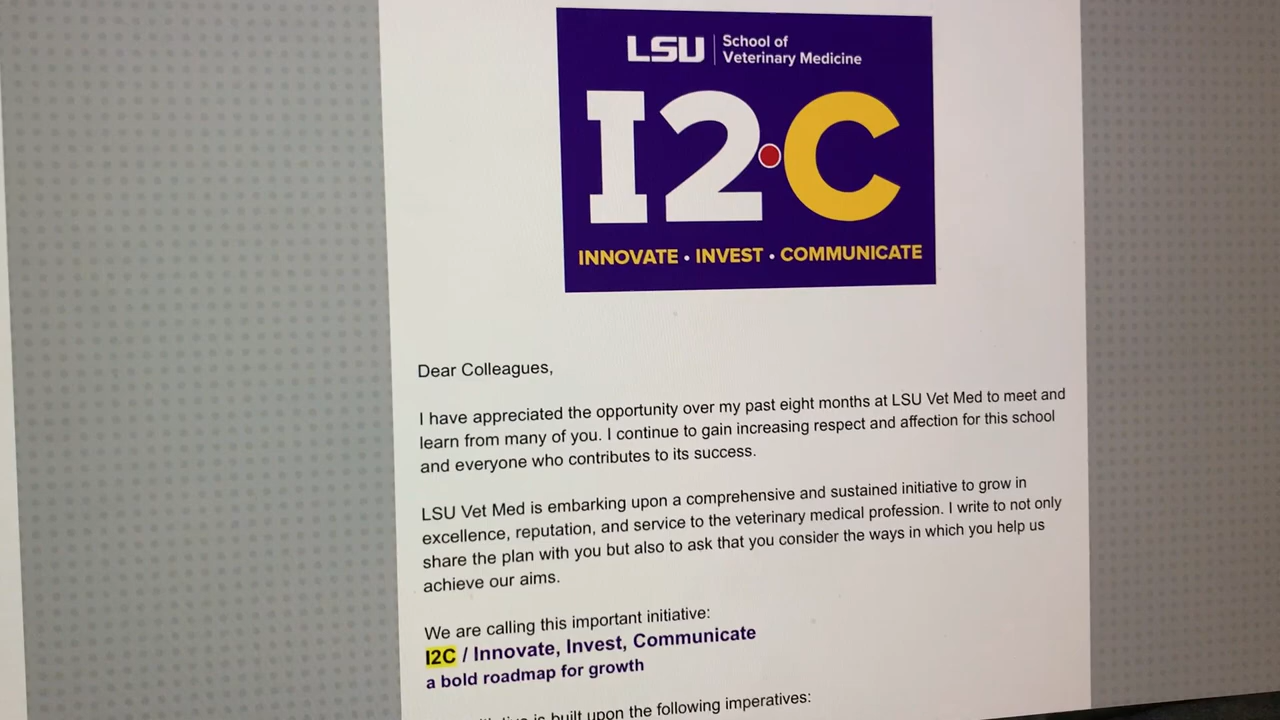 LSU School of
Veterinary Medicine
I2•C
INNOVATE • INVEST • COMMUNICATE
Dear Colleagues,
I have appreciated the opportunity over my past eight months at LSU Vet Med to meet and
learn from many of you. I continue to gain increasing respect and affection for this school
and everyone who contributes to its success.
LSU Vet Med is embarking upon a comprehensive and sustained initiative to grow in
excellence, reputation, and service to the veterinary medical profession. I write to not only
share the plan with you but also to ask that you consider the ways in which you help us
achieve our aims.
We are calling this important initiative:
I2C / Innovate, Invest, Communicate
a bold roadmap for growth
is built upon the following imperatives: